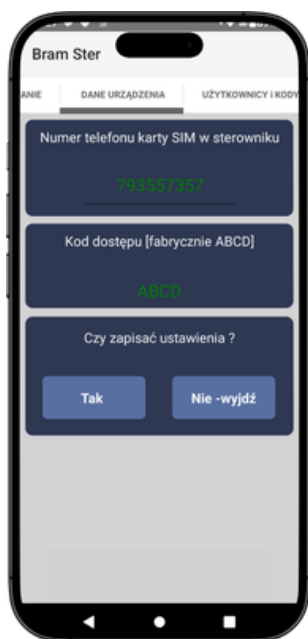 Bram Ster
ANIE DANE URZĄDZENIA UŻYTKOWNICY i KODY
Numer telefonu karty SIM w sterowniku
793557357
Kod dostępu [fabrycznie ABCD]
ABCD
Czy zapisać ustawienia ?
Tak Nie -wyjdź